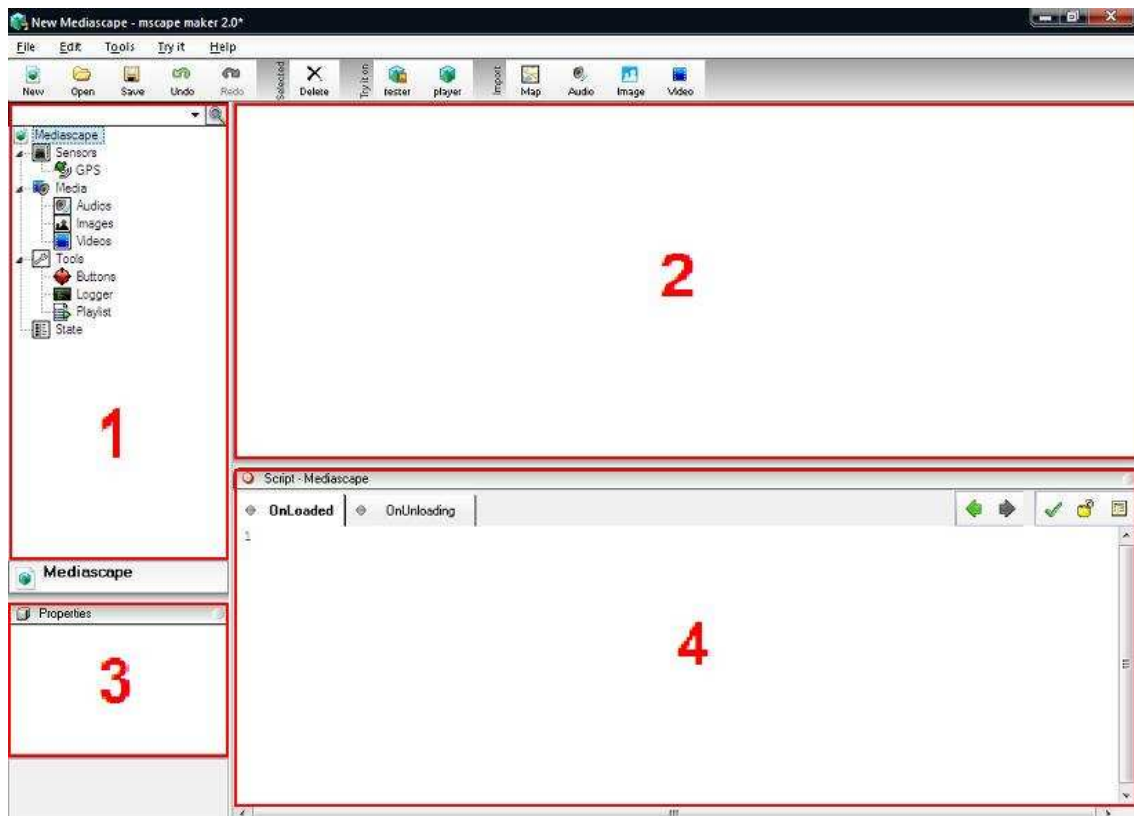 New Mediascape - mscape maker 2.0*
File Edit Tools Try it Help
New Open Save Undo Redo Selected Delete Try it on tester player Import Map Audio Image Video
Mediascape
Sensors
GPS
Media
Audios
Images
Videos
Tools
Buttons
Logger
Playlist
State
1
Mediascape
Properties
3
2
Script - Mediascape
OnLoaded OnUnloading
1
4